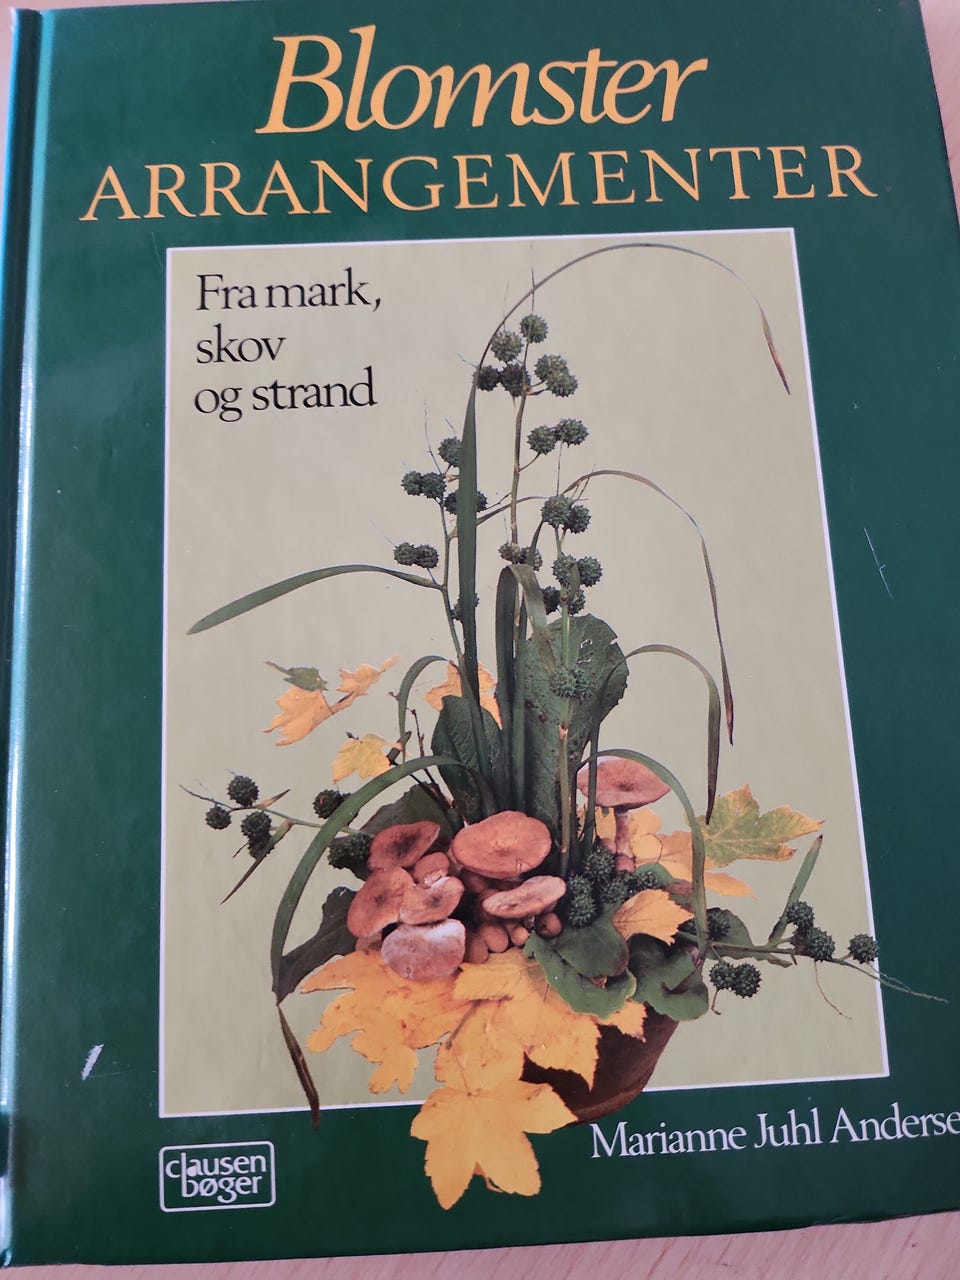 Blomster
ARRANGEMENTER
Fra mark,
skov
og strand
Marianne Juhl Anderse
clausen
bøger